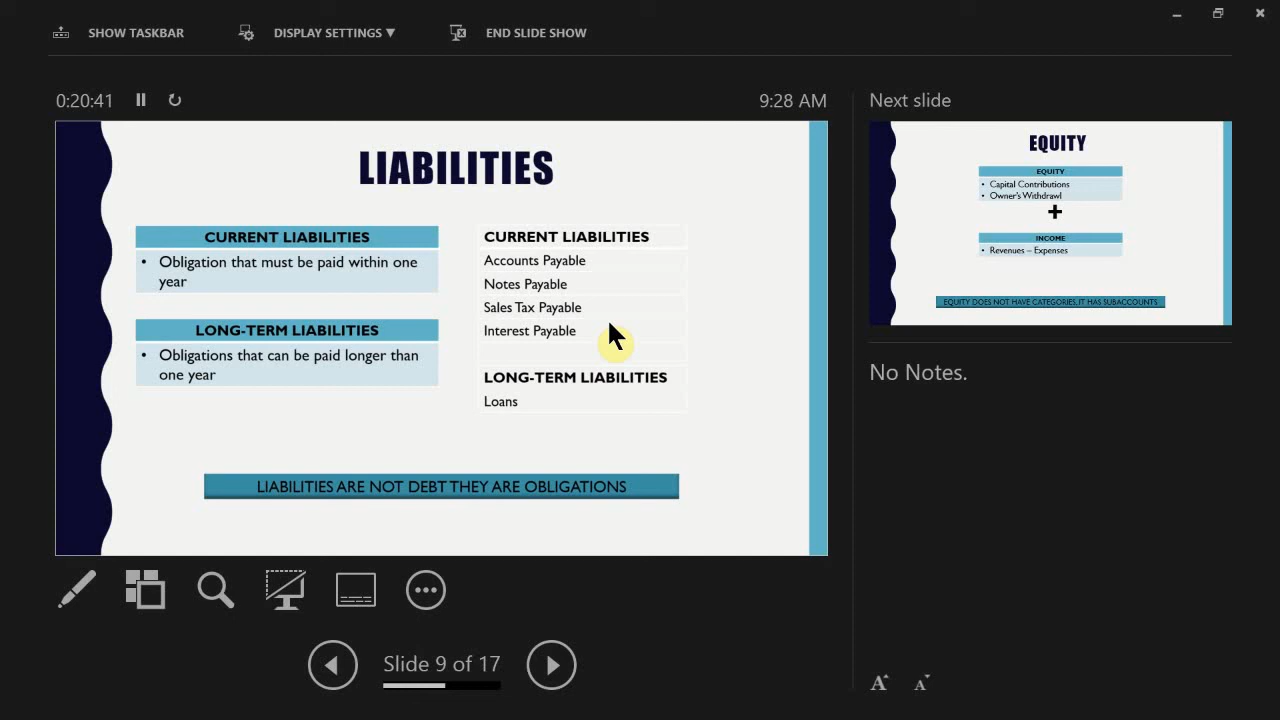 SHOW TASKBAR
DISPLAY SETTINGS ▼
END SLIDE SHOW
0:20:41
9:28 AM
LIABILITIES
CURRENT LIABILITIES
• Obligation that must be paid within one
year
LONG-TERM LIABILITIES
• Obligations that can be paid longer than
one year
CURRENT LIABILITIES
Accounts Payable
Notes Payable
Sales Tax Payable
Interest Payable
LONG-TERM LIABILITIES
Loans
LIABILITIES ARE NOT DEBT THEY ARE OBLIGATIONS
Slide 9 of 17
Next slide
EQUITY
EQUITY
• Capital Contributions
• Owner's Withdrawl
+
INCOME
• Revenues – Expenses
EQUITY DOES NOT HAVE CATEGORIES, IT HAS SUBACCOUNTS
No Notes.
A A